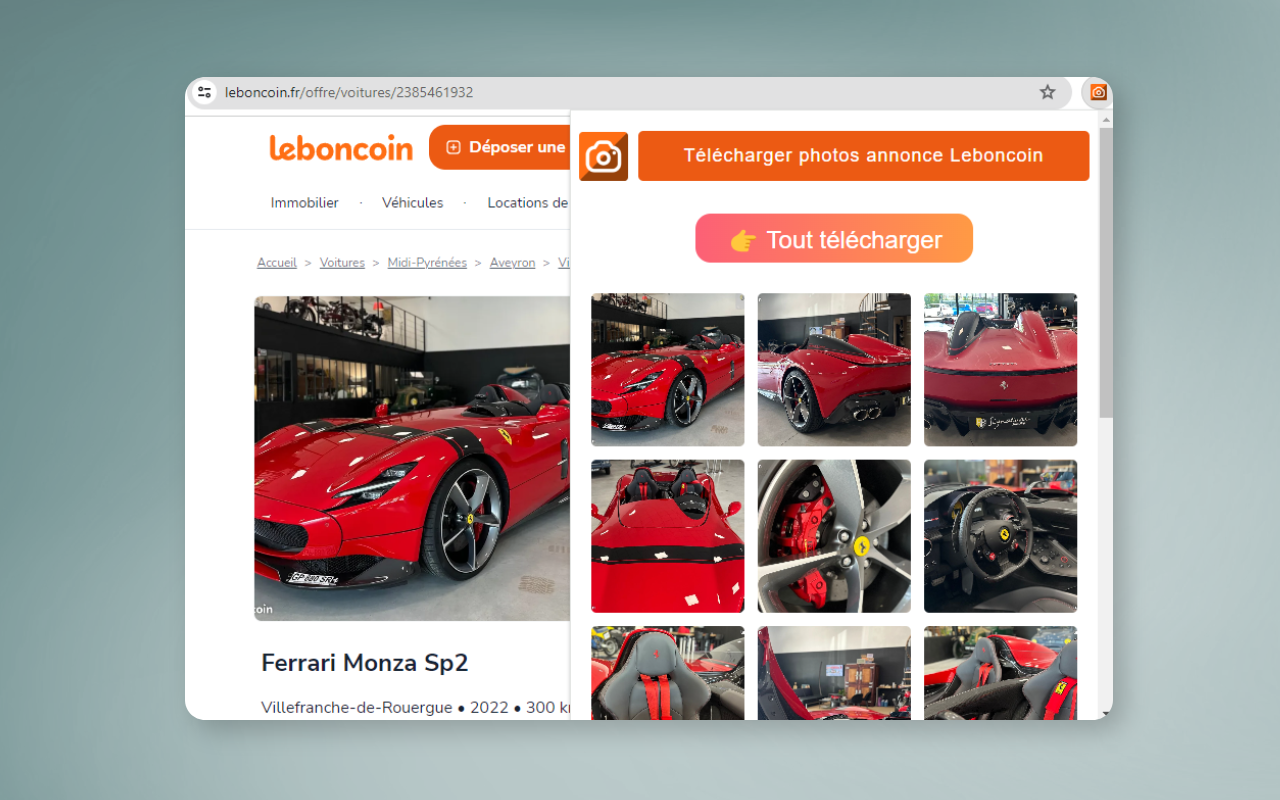 leboncoin.fr/offre/voitures/2385461932
leboncoin
Déposer une
Immobilier · Véhicules · Locations de
Accueil > Voitures > Midi-Pyrénées > Aveyron > Vi
coin
Ferrari Monza Sp2
Villefranche-de-Rouergue • 2022 • 300 k
Télécharger photos annonce Leboncoin
👉 Tout télécharger